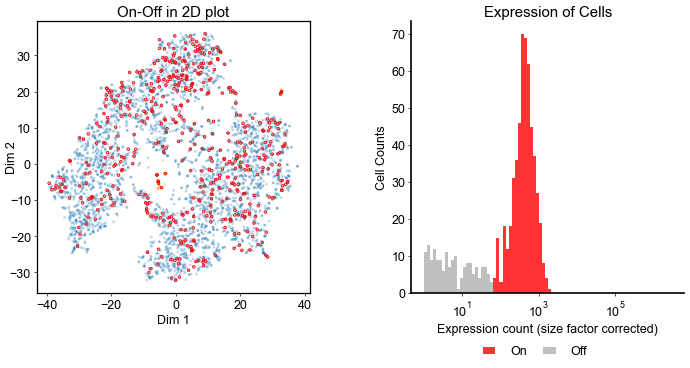 On-Off in 2D plot
Expression of Cells
Dim 2
30
20
10
0
−10
−20
−30
−40
−20
0
20
40
Dim 1
Cell Counts
70
60
50
40
30
20
10
0
10^1
10^3
10^5
Expression count (size factor corrected)
On
Off